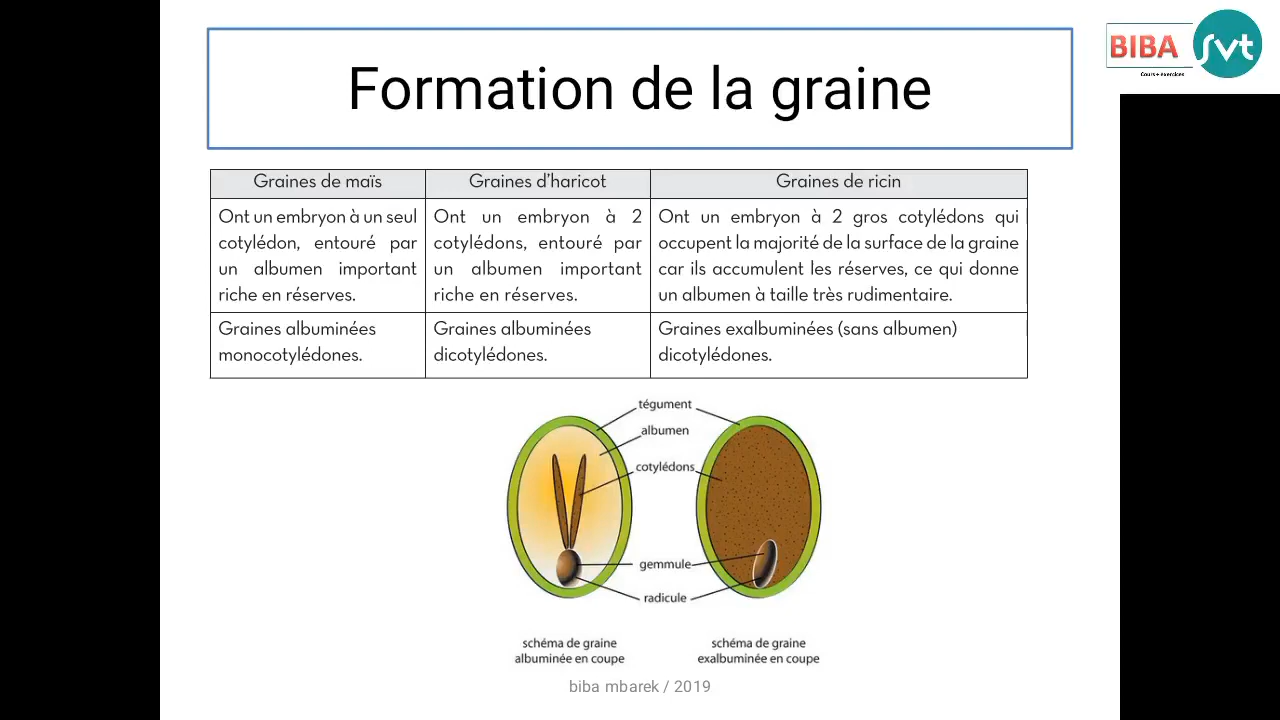 BIBA
svt
Cours + exercices
Formation de la graine
Graines de maïs
Graines d'haricot
Graines de ricin
Ont un embryon à un seul
cotylédon, entouré par
un albumen important
riche en réserves.
Ont un embryon à 2
cotylédons, entouré par
un albumen important
riche en réserves.
Ont un embryon à 2 gros cotylédons qui
occupent la majorité de la surface de la graine
car ils accumulent les réserves, ce qui donne
un albumen à taille très rudimentaire.
Graines albuminées
monocotylédones.
Graines albuminées
dicotylédones.
Graines exalbuminées (sans albumen)
dicotylédones.
tégument
albumen
cotylédons
gemmule
radicule
schéma de graine
albuminée en coupe
schéma de graine
exalbuminée en coupe
biba mbarek / 2019